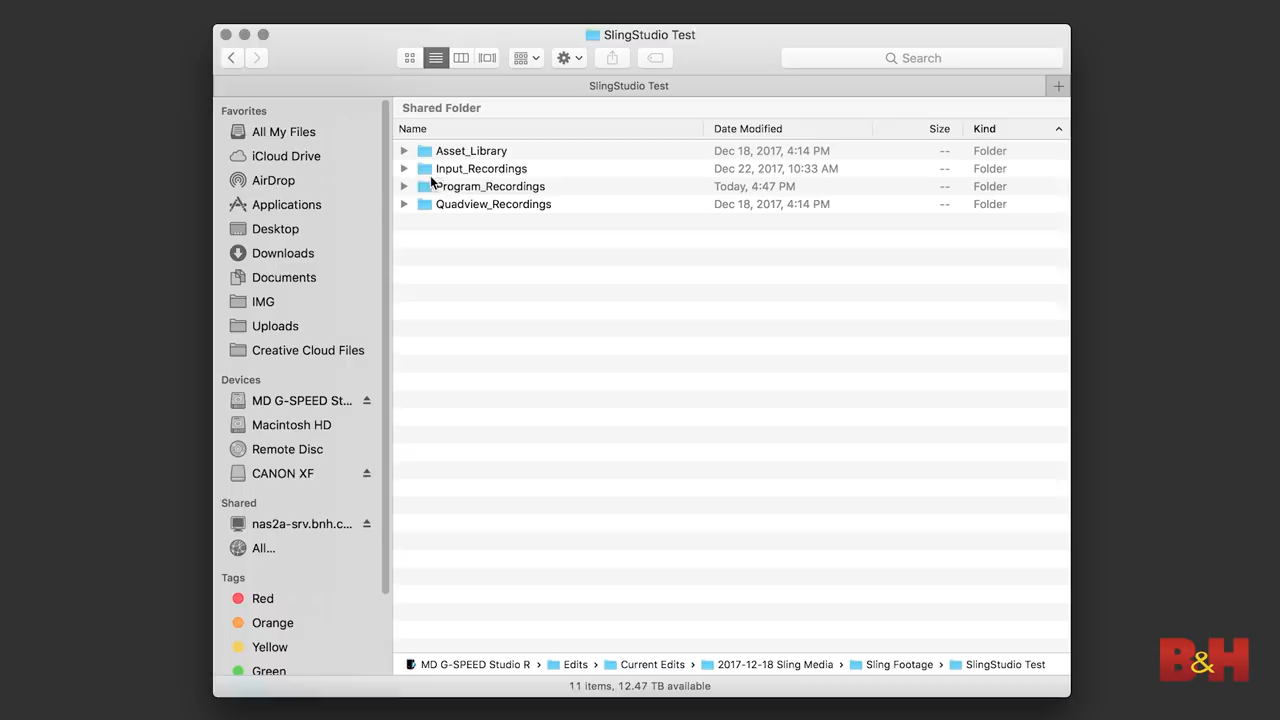 SlingStudio Test
Search
SlingStudio Test
Favorites
All My Files
iCloud Drive
AirDrop
Applications
Desktop
Downloads
Documents
IMG
Uploads
Creative Cloud Files
Devices
MD G-SPEED St...
Macintosh HD
Remote Disc
CANON XF
Shared
nas2a-srv.bnh.c...
All...
Tags
Red
Orange
Yellow
Green
Shared Folder
Name Date Modified Size Kind
Asset_Library Dec 18, 2017, 4:14 PM -- Folder
Input_Recordings Dec 22, 2017, 10:33 AM -- Folder
Program_Recordings Today, 4:47 PM -- Folder
Quadview_Recordings Dec 18, 2017, 4:14 PM -- Folder
MD G-SPEED Studio R › Edits › Current Edits › 2017-12-18 Sling Media › Sling Footage › SlingStudio Test
11 items, 12.47 TB available
B&H